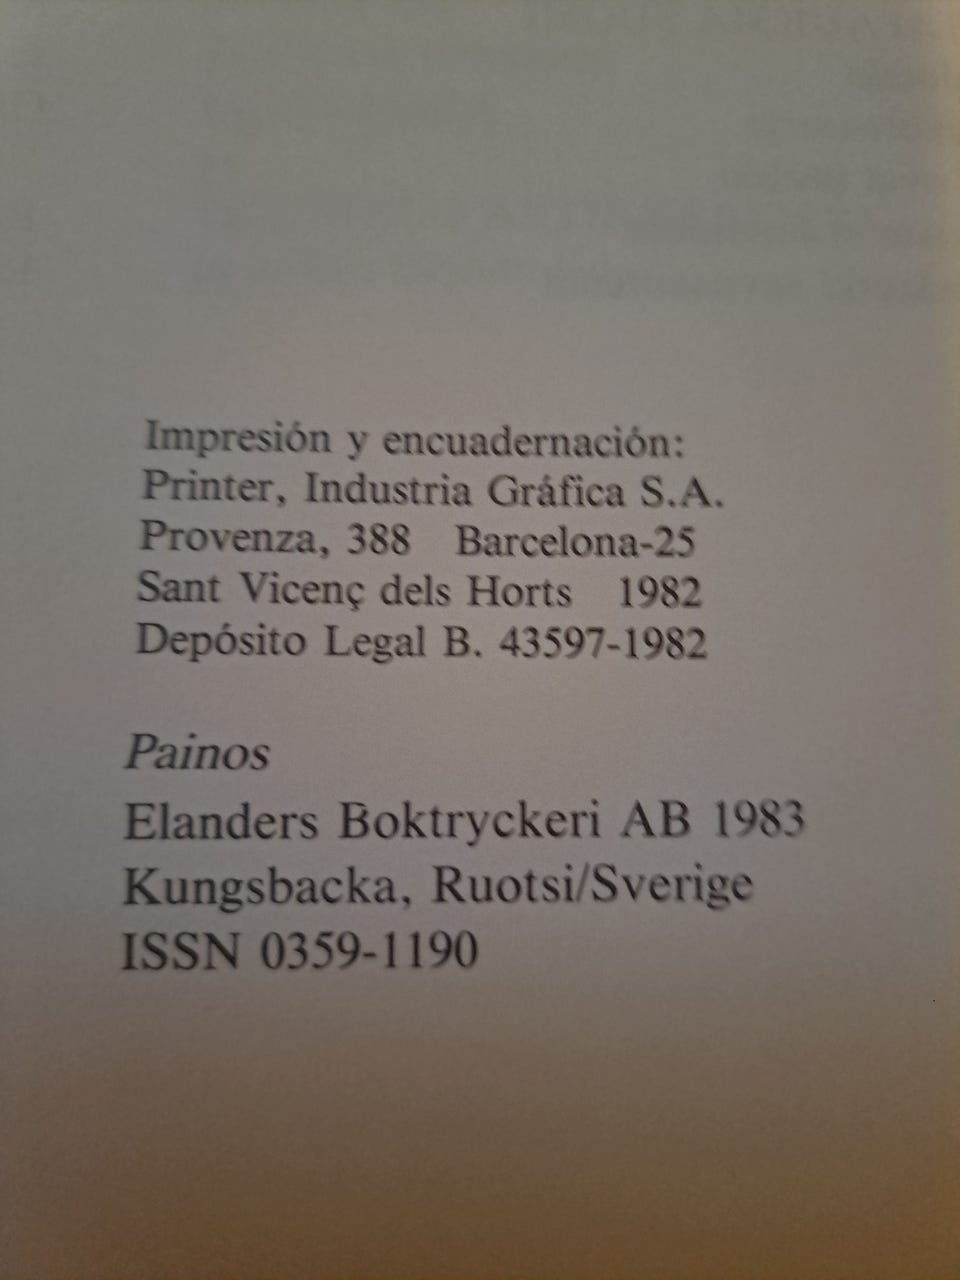 Impresión y encuadernación:
Printer, Industria Gráfica S.A.
Provenza, 388 Barcelona-25
Sant Vicenç dels Horts 1982
Depósito Legal B. 43597-1982
Painos
Elanders Boktryckeri AB 1983
Kungsbacka, Ruotsi/Sverige
ISSN 0359-1190